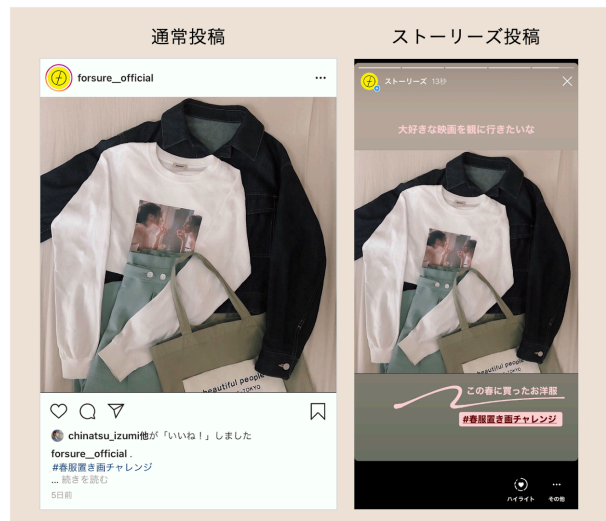 通常投稿
forsure__official
beautiful people
TOKYO
chinatsu_izumi他が「いいね！」しました
forsure__official .
#春服置き画チャレンジ
... 続きを読む
5日前
ストーリーズ投稿
ストーリーズ 13秒
大好きな映画を観に行きたいな
beautiful people
TOKYO
この春に買ったお洋服
#春服置き画チャレンジ
ハイライト
その他